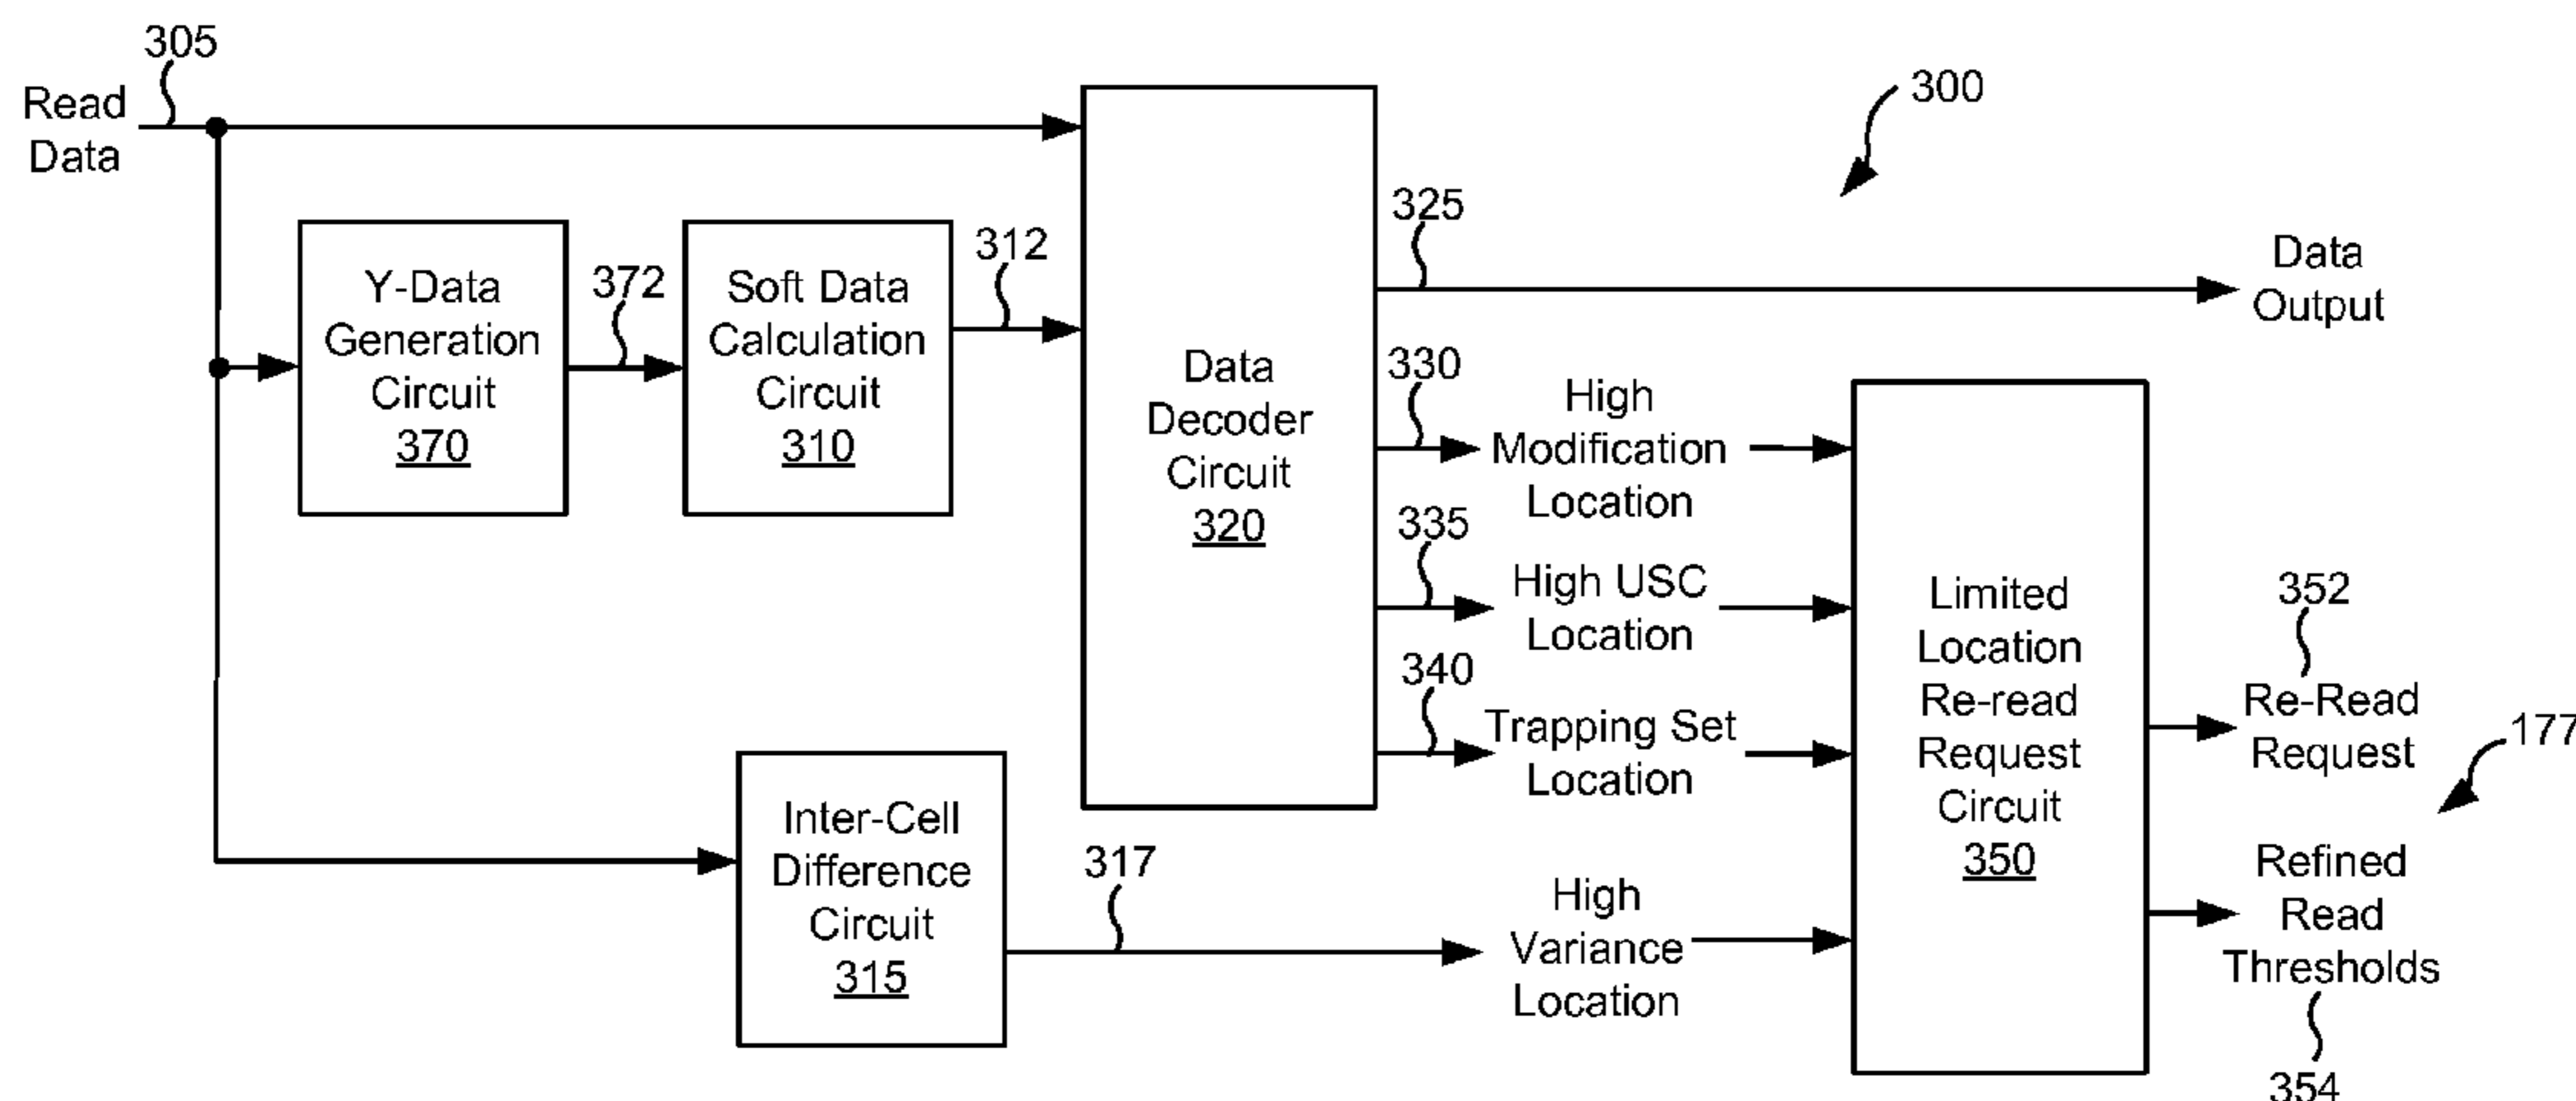 305
Read
Data
300
325
Data
Output
Y-Data
Generation
Circuit
370
372
Soft Data
Calculation
Circuit
310
312
Data
Decoder
Circuit
320
330
High
Modification
Location
335
High USC
Location
340
Trapping Set
Location
Limited
Location
Re-read
Request
Circuit
350
352
Re-Read
Request
177
Inter-Cell
Difference
Circuit
315
317
High
Variance
Location
Refined
Read
Thresholds
354